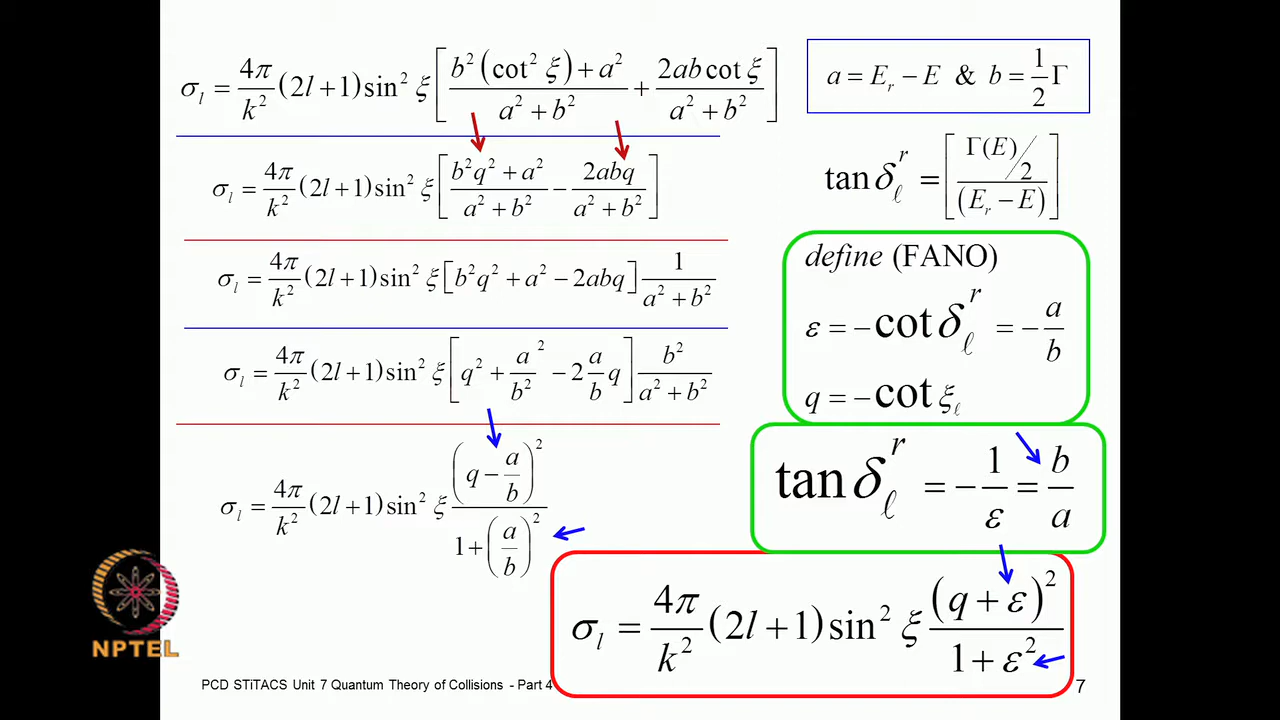 σ_l = 4π/k² (2l+1) sin² ξ [ (b² (cot² ξ) + a²)/(a² + b²) + (2ab cot ξ)/(a² + b²) ]
a = E_r − E & b = 1/2 Γ
σ_l = 4π/k² (2l+1) sin² ξ [ (b²q² + a²)/(a² + b²) − 2abq/(a² + b²) ]
tan δ_ℓ^r = [ (Γ(E)/2)/(E_r − E) ]
σ_l = 4π/k² (2l+1) sin² ξ [b²q² + a² − 2abq] 1/(a² + b²)
define (FANO)
ε = −cot δ_ℓ^r = − a/b
q = −cot ξ_ℓ
σ_l = 4π/k² (2l+1) sin² ξ [ q² + a²/b² − 2 a/b q ] b²/(a² + b²)
tan δ_ℓ^r = − 1/ε = b/a
σ_l = 4π/k² (2l+1) sin² ξ (q − a/b)²/(1 + (a/b)²)
σ_l = 4π/k² (2l+1) sin² ξ (q + ε)²/(1 + ε²)
NPTEL
PCD STiTACS Unit 7 Quantum Theory of Collisions - Part 4
7